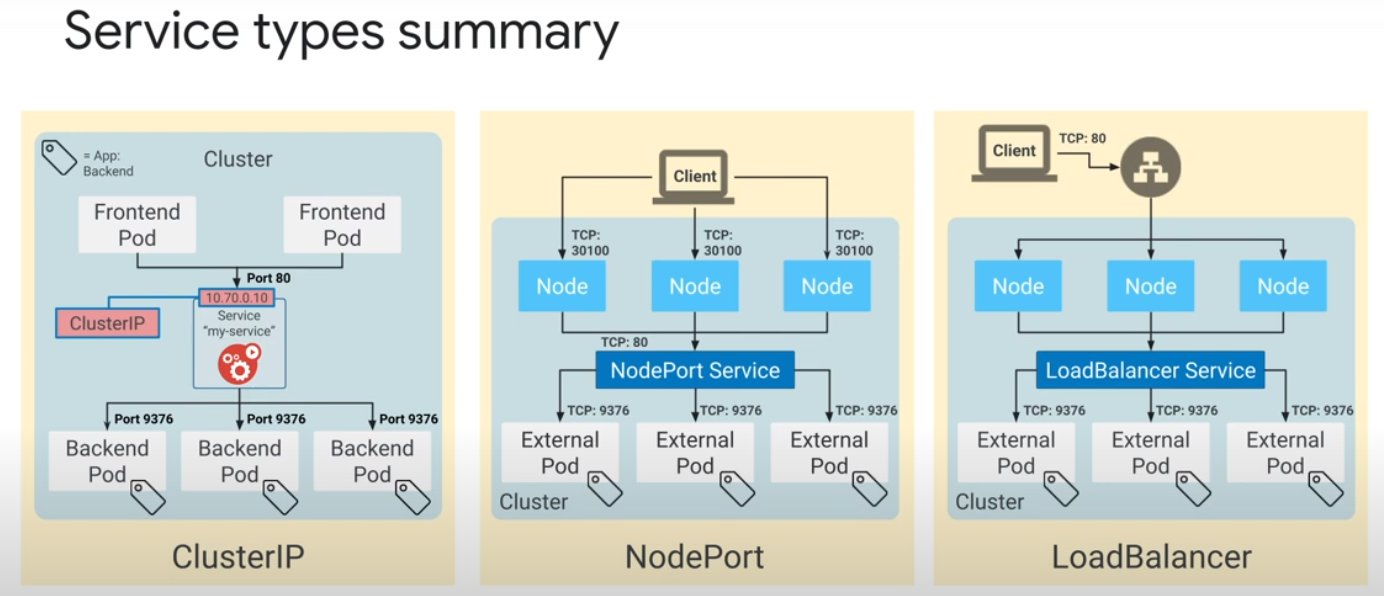 Service types summary
= App:
Backend
Cluster
Frontend
Pod
Frontend
Pod
Port 80
10.70.0.10
ClusterIP
Service
“my-service”
Port 9376
Port 9376
Port 9376
Backend
Pod
Backend
Pod
Backend
Pod
ClusterIP
Client
TCP:
30100
TCP:
30100
TCP:
30100
Node
Node
Node
TCP: 80
NodePort Service
TCP: 9376
TCP: 9376
TCP: 9376
External
Pod
External
Pod
External
Pod
Cluster
NodePort
Client
TCP: 80
Node
Node
Node
LoadBalancer Service
TCP: 9376
TCP: 9376
TCP: 9376
External
Pod
External
Pod
External
Pod
Cluster
LoadBalancer